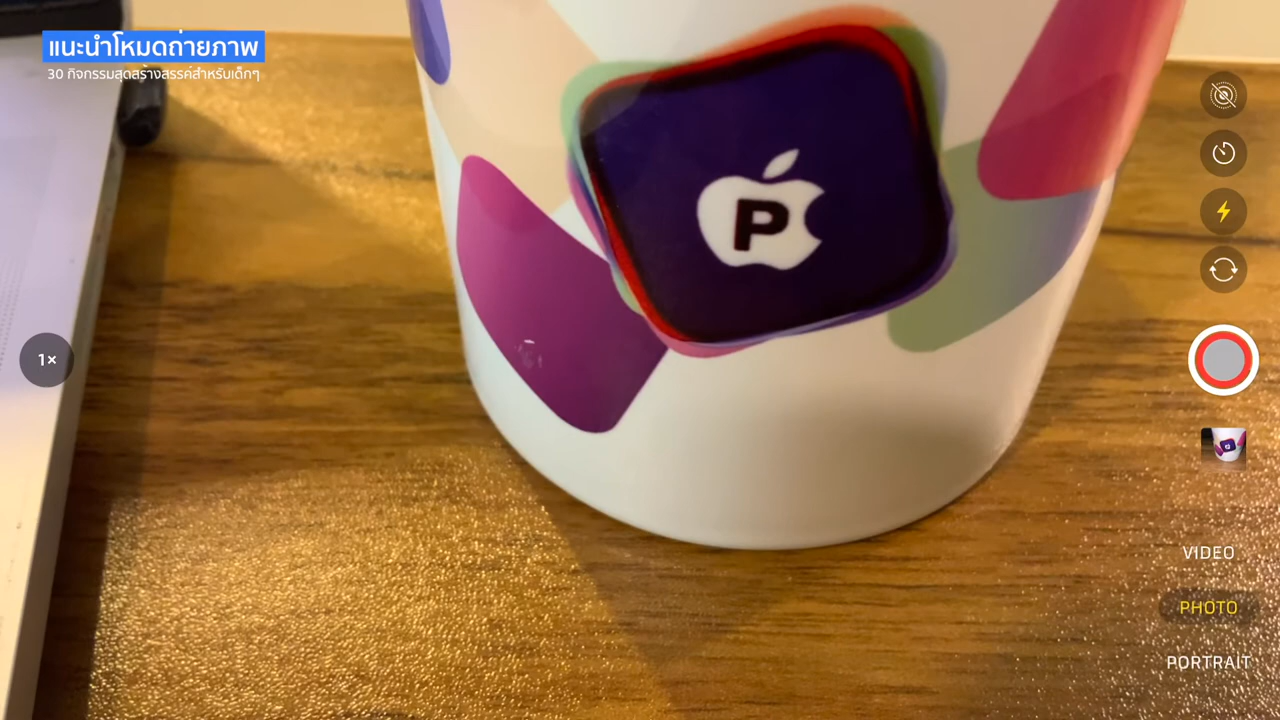 แนะนำโหมดถ่ายภาพ
30 กิจกรรมสุดสร้างสรรค์สำหรับเด็กๆ
P
1×
VIDEO
PHOTO
PORTRAIT